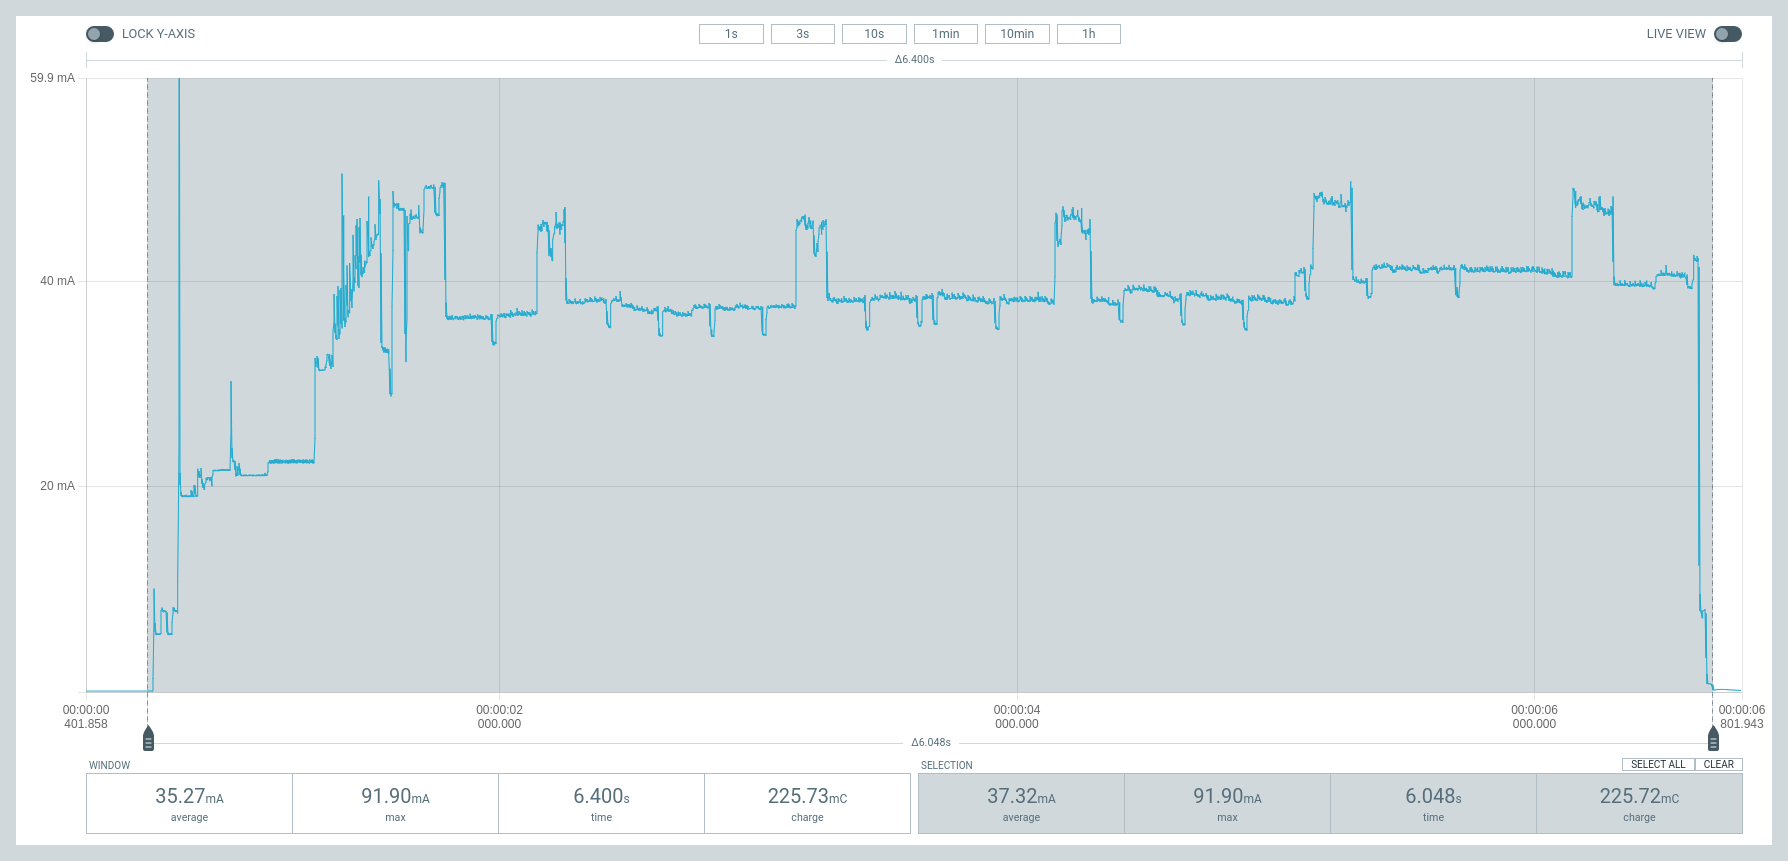 LOCK Y-AXIS
1s
3s
10s
1min
10min
1h
LIVE VIEW
Δ6.400s
59.9 mA
40 mA
20 mA
00:00:00
401.858
00:00:02
000.000
00:00:04
000.000
00:00:06
000.000
00:00:06
801.943
Δ6.048s
WINDOW
35.27mA
average
91.90mA
max
6.400s
time
225.73mC
charge
SELECTION
SELECT ALL
CLEAR
37.32mA
average
91.90mA
max
6.048s
time
225.72mC
charge